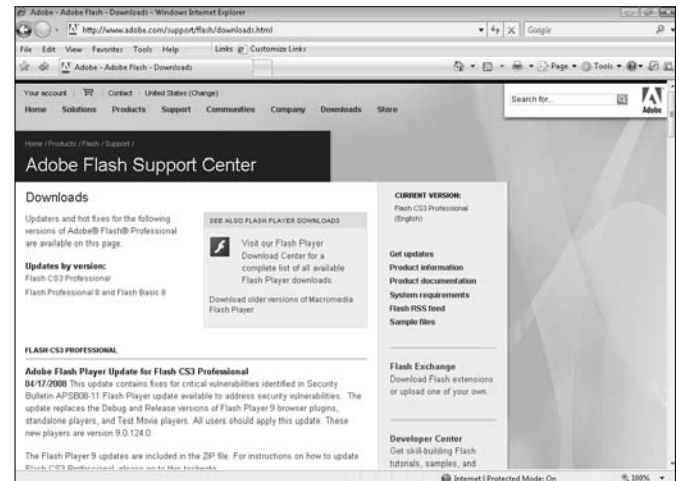 Adobe - Adobe Flash - Downloads - Windows Internet Explorer
http://www.adobe.com/support/flash/downloads.html
Google
File Edit View Favorites Tools Help Links Customize Links
Adobe - Adobe Flash - Downloads
Page Tools
Your account Contact United States (Change)
Home Solutions Products Support Communities Company Downloads Store
Search for...
Adobe
Home / Products / Flash / Support /
Adobe Flash Support Center
Downloads
Updaters and hot fixes for the following
versions of Adobe® Flash® Professional
are available on this page.
Updates by version:
Flash CS3 Professional
Flash Professional 8 and Flash Basic 8
SEE ALSO FLASH PLAYER DOWNLOADS
Visit our Flash Player
Download Center for a
complete list of all available
Flash Player downloads.
Download older versions of Macromedia
Flash Player
FLASH CS3 PROFESSIONAL
Adobe Flash Player Update for Flash CS3 Professional
04/17/2008 This update contains fixes for critical vulnerabilities identified in Security
Bulletin APSB08-11 Flash Player update available to address security vulnerabilities. The
update replaces the Debug and Release versions of Flash Player 9 browser plugins,
standalone players, and Test Movie players. All users should apply this update. These
new players are version 9.0.124.0.
The Flash Player 9 updates are included in the ZIP file. For instructions on how to update
Flash CS3 Professional, please go to this technote.
CURRENT VERSION:
Flash CS3 Professional
(English)
Get updates
Product information
Product documentation
System requirements
Flash RSS feed
Sample files
Flash Exchange
Download Flash extensions
or upload one of your own.
Developer Center
Get skill-building Flash
tutorials, samples, and
Internet | Protected Mode: On
100%